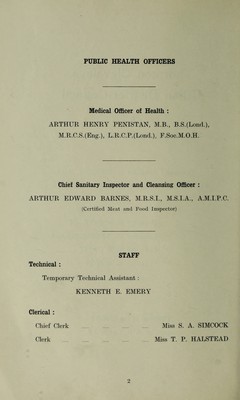 PUBLIC HEALTH OFFICERS
Medical Officer of Health :
ARTHUR HENRY PENISTAN, M.B., B.S.(Lond.),
M.R.C.S.(Eng.), L.R.C.P.(Lond.), F.Soc.M.O.H.
Chief Sanitary Inspector and Cleansing Officer :
ARTHUR EDWARD BARNES, M.R.S.I., M.S.I.A., A.M.I.P.C.
(Certified Meat and Food Inspector)
STAFF
Technical :
Temporary Technical Assistant :
KENNETH E. EMERY
Clerical :
Chief Clerk ... ... ... ... Miss S. A. SIMCOCK
Clerk ... ... ... ... Miss T. P. HALSTEAD
2